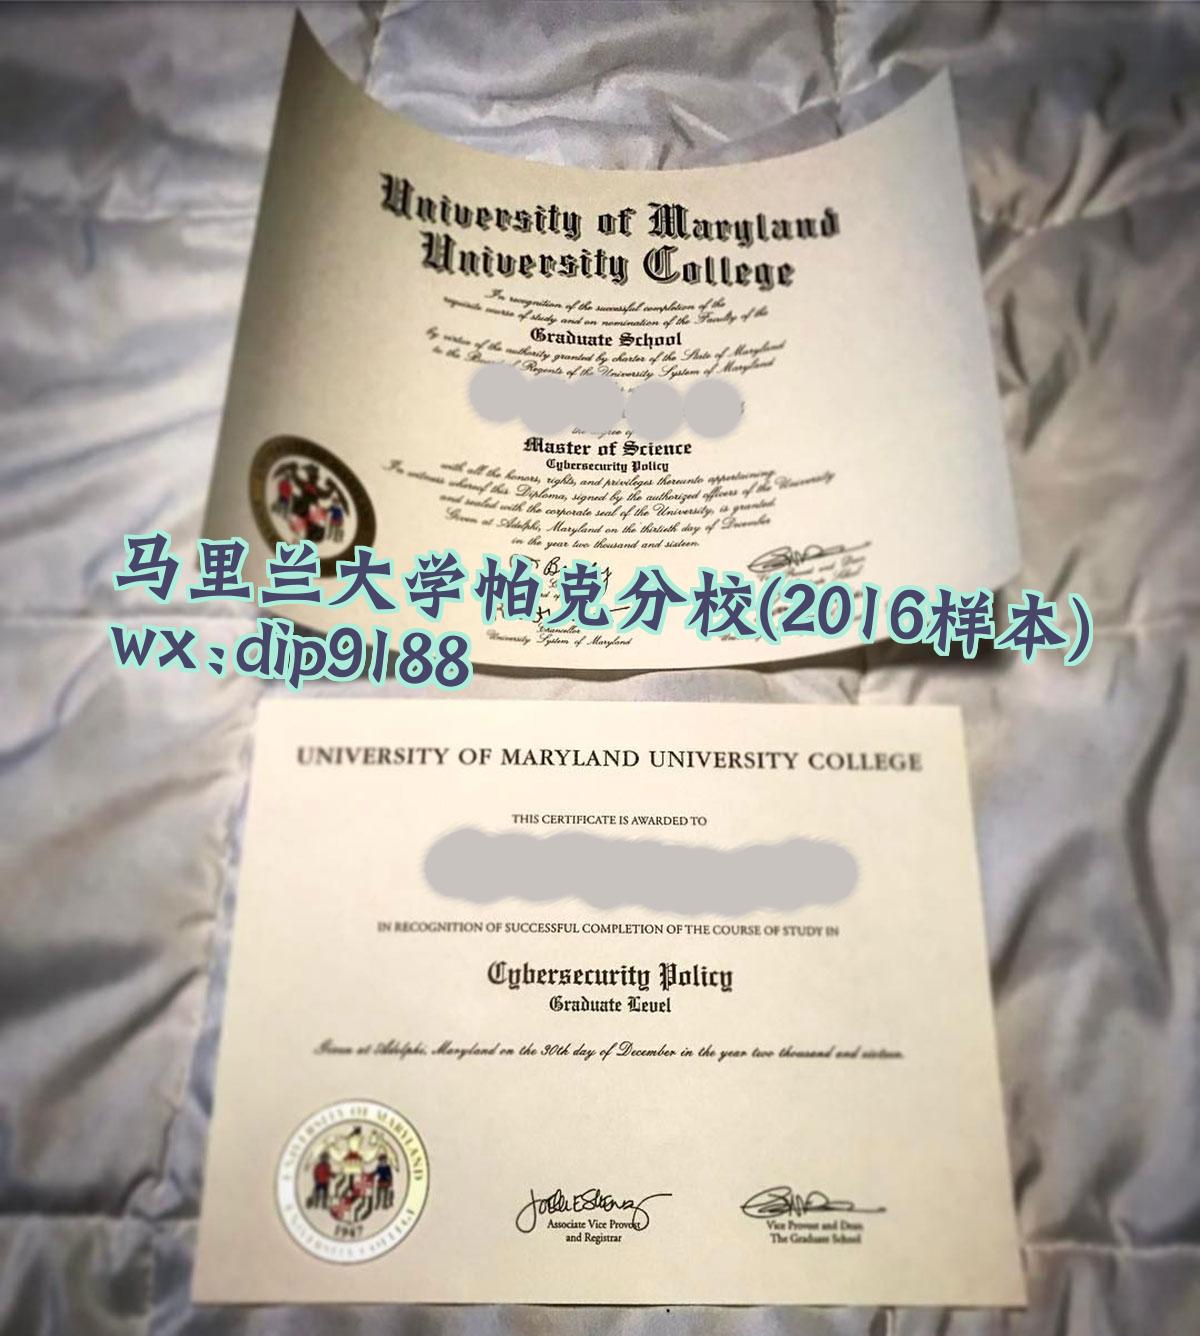 University of Maryland
University College
In recognition of the successful completion of the
requisite course of study and on nomination of the Faculty of the
Graduate School
by virtue of the authority granted by charter of the State of Maryland
to the Board of Regents of the University System of Maryland
the degree of
Master of Science
Cybersecurity Policy
with all the honors, rights, and privileges thereunto appertaining.
In witness whereof this Diploma, signed by the authorized officers of the University
and sealed with the corporate seal of the University, is granted.
Given at Adelphi, Maryland on the thirtieth day of December
in the year two thousand and sixteen.
马里兰大学帕克分校(2016样本)
wx:dip9188
Chancellor
University System of Maryland
UNIVERSITY OF MARYLAND UNIVERSITY COLLEGE
THIS CERTIFICATE IS AWARDED TO
IN RECOGNITION OF SUCCESSFUL COMPLETION OF THE COURSE OF STUDY IN
Cybersecurity Policy
Graduate Level
Given at Adelphi, Maryland on the 30th day of December in the year two thousand and sixteen.
UNIVERSITY OF MARYLAND
UNIVERSITY COLLEGE
1947
Associate Vice Provost
and Registrar
Vice Provost and Dean
The Graduate School